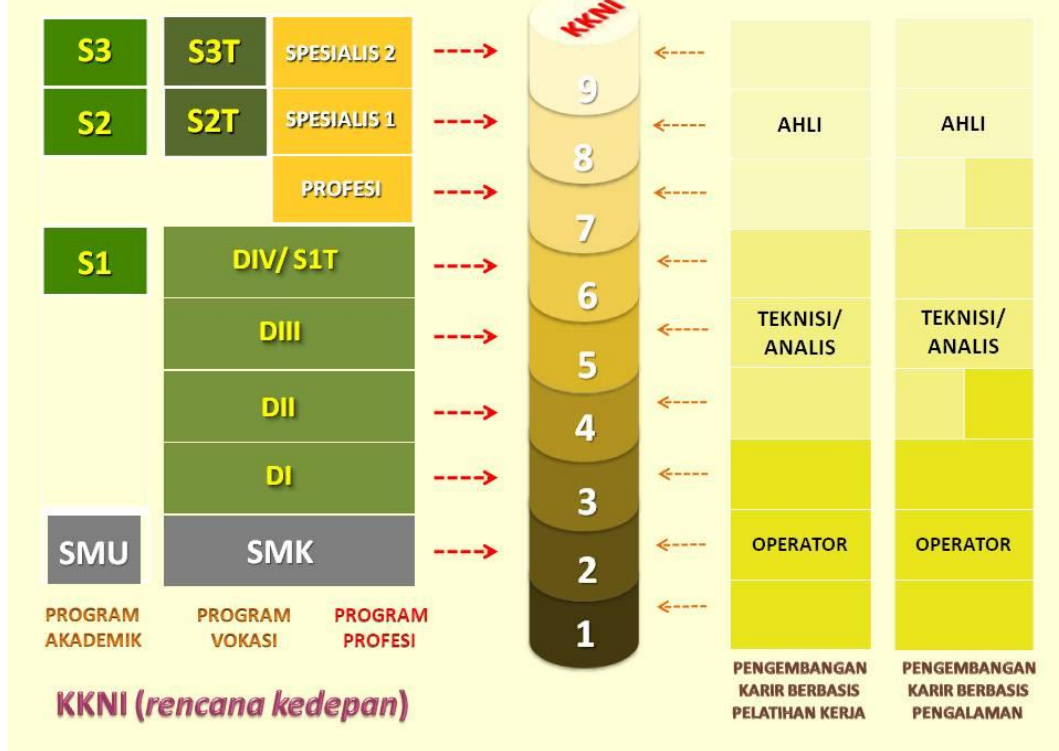 KKNI
S3
S3T
SPESIALIS 2
9
S2
S2T
SPESIALIS 1
8
AHLI
AHLI
PROFESI
7
S1
DIV/ S1T
6
DIII
5
TEKNISI/
ANALIS
TEKNISI/
ANALIS
DII
4
DI
3
SMU
SMK
2
OPERATOR
OPERATOR
1
PROGRAM
AKADEMIK
PROGRAM
VOKASI
PROGRAM
PROFESI
PENGEMBANGAN
KARIR BERBASIS
PELATIHAN KERJA
PENGEMBANGAN
KARIR BERBASIS
PENGALAMAN
KKNI (rencana kedepan)